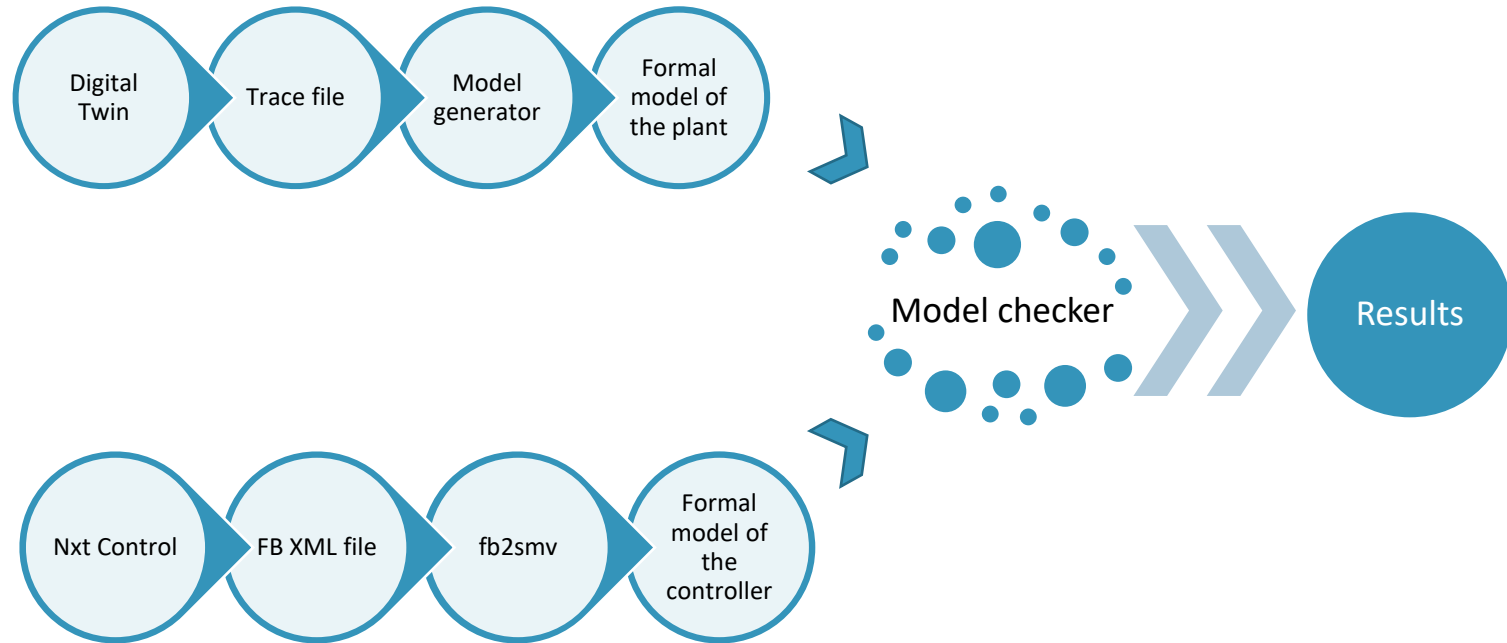 Digital
Twin
Trace file
Model
generator
Formal
model of
the plant
Model checker
Results
Nxt Control
FB XML file
fb2smv
Formal
model of
the
controller